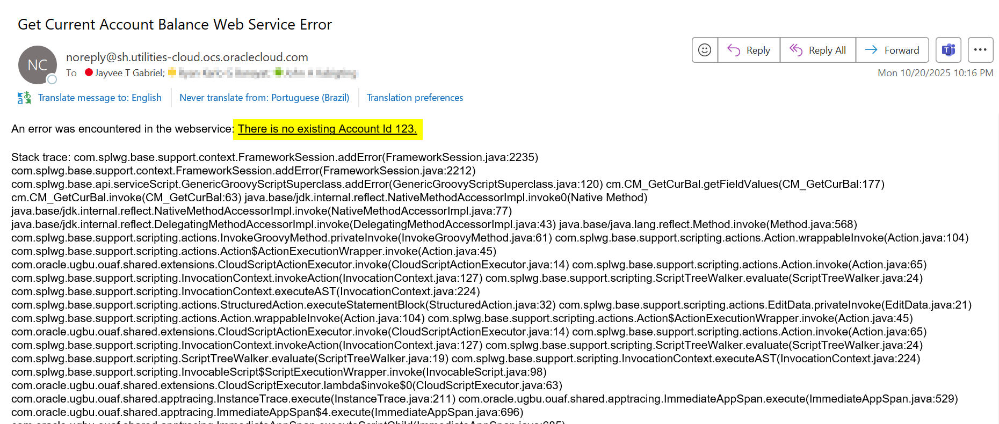 Get Current Account Balance Web Service Error
NC
noreply@sh.utilities-cloud.ocs.oraclecloud.com
To Jayvee T Gabriel;
Reply
Reply All
Forward
Mon 10/20/2025 10:16 PM
Translate message to: English
Never translate from: Portuguese (Brazil)
Translation preferences
An error was encountered in the webservice: There is no existing Account Id 123.
Stack trace: com.splwg.base.support.context.FrameworkSession.addError(FrameworkSession.java:2235)
com.splwg.base.support.context.FrameworkSession.addError(FrameworkSession.java:2212)
com.splwg.base.api.serviceScript.GenericGroovyScriptSuperclass.addError(GenericGroovyScriptSuperclass.java:120) cm.CM_GetCurBal.getFieldValues(CM_GetCurBal:177)
cm.CM_GetCurBal.invoke(CM_GetCurBal:63) java.base/jdk.internal.reflect.NativeMethodAccessorImpl.invoke0(Native Method)
java.base/jdk.internal.reflect.NativeMethodAccessorImpl.invoke(NativeMethodAccessorImpl.java:77)
java.base/jdk.internal.reflect.DelegatingMethodAccessorImpl.invoke(DelegatingMethodAccessorImpl.java:43) java.base/java.lang.reflect.Method.invoke(Method.java:568)
com.splwg.base.support.scripting.actions.InvokeGroovyMethod.privateInvoke(InvokeGroovyMethod.java:61) com.splwg.base.support.scripting.actions.Action.wrappableInvoke(Action.java:104)
com.splwg.base.support.scripting.actions.Action$ActionExecutionWrapper.invoke(Action.java:45)
com.oracle.ugbu.ouaf.shared.extensions.CloudScriptActionExecutor.invoke(CloudScriptActionExecutor.java:14) com.splwg.base.support.scripting.actions.Action.invoke(Action.java:65)
com.splwg.base.support.scripting.InvocationContext.invokeAction(InvocationContext.java:127) com.splwg.base.support.scripting.ScriptTreeWalker.evaluate(ScriptTreeWalker.java:24)
com.splwg.base.support.scripting.InvocationContext.executeAST(InvocationContext.java:224)
com.splwg.base.support.scripting.actions.StructuredAction.executeStatementBlock(StructuredAction.java:32) com.splwg.base.support.scripting.actions.EditData.privateInvoke(EditData.java:21)
com.splwg.base.support.scripting.actions.Action.wrappableInvoke(Action.java:104) com.splwg.base.support.scripting.actions.Action$ActionExecutionWrapper.invoke(Action.java:45)
com.oracle.ugbu.ouaf.shared.extensions.CloudScriptActionExecutor.invoke(CloudScriptActionExecutor.java:14) com.splwg.base.support.scripting.actions.Action.invoke(Action.java:65)
com.splwg.base.support.scripting.InvocationContext.invokeAction(InvocationContext.java:127) com.splwg.base.support.scripting.ScriptTreeWalker.evaluate(ScriptTreeWalker.java:24)
com.splwg.base.support.scripting.ScriptTreeWalker.evaluate(ScriptTreeWalker.java:19) com.splwg.base.support.scripting.InvocationContext.executeAST(InvocationContext.java:224)
com.splwg.base.support.scripting.InvocableScript$ScriptExecutionWrapper.invoke(InvocableScript.java:98)
com.oracle.ugbu.ouaf.shared.extensions.CloudScriptExecutor.lambda$invoke$0(CloudScriptExecutor.java:63)
com.oracle.ugbu.ouaf.shared.apptracing.InstanceTrace.execute(InstanceTrace.java:211) com.oracle.ugbu.ouaf.shared.apptracing.ImmediateAppSpan.execute(ImmediateAppSpan.java:529)
com.oracle.ugbu.ouaf.shared.apptracing.ImmediateAppSpan$4.execute(ImmediateAppSpan.java:696)